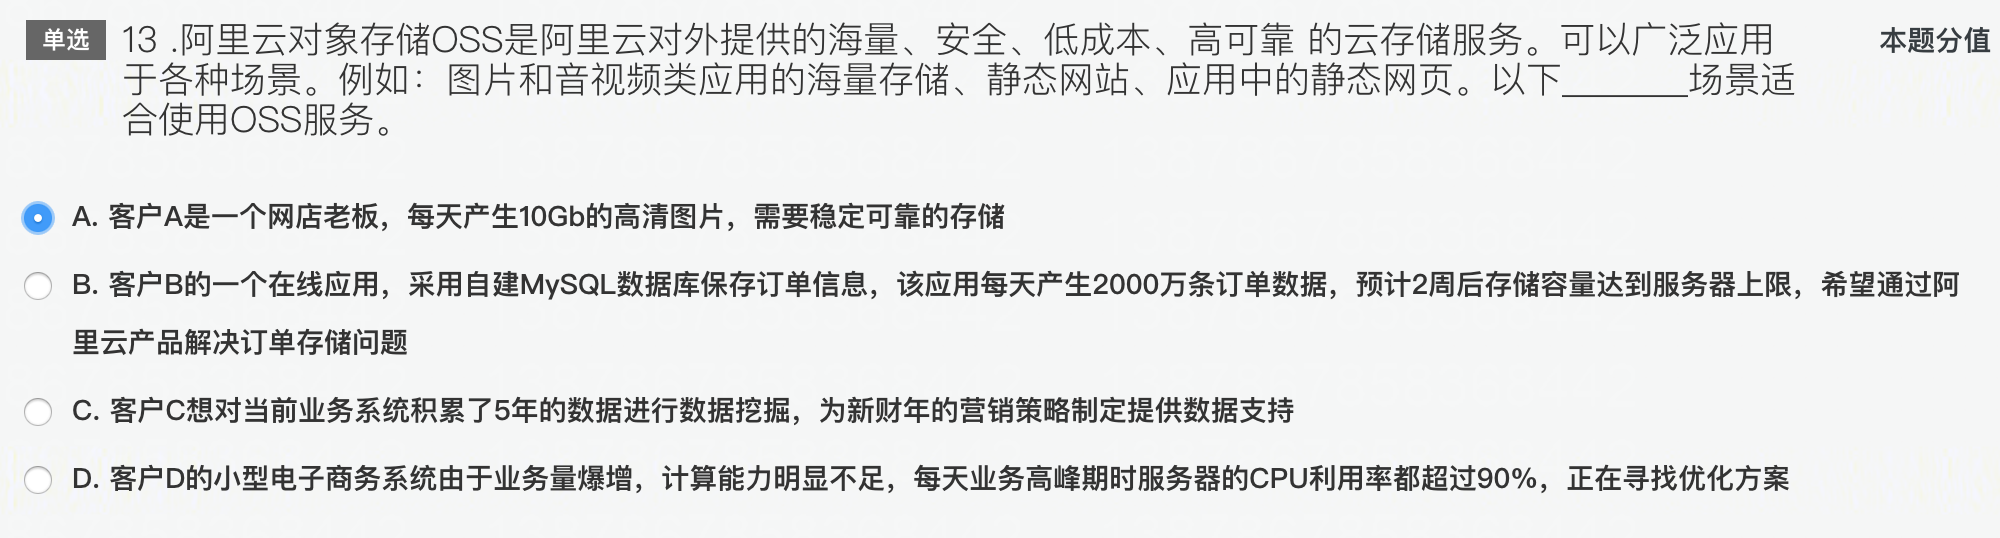 单选 13 .阿里云对象存储OSS是阿里云对外提供的海量、安全、低成本、高可靠 的云存储服务。可以广泛应用 本题分值
于各种场景。例如：图片和音视频类应用的海量存储、静态网站、应用中的静态网页。以下________场景适
合使用OSS服务。
A. 客户A是一个网店老板，每天产生10Gb的高清图片，需要稳定可靠的存储
B. 客户B的一个在线应用，采用自建MySQL数据库保存订单信息，该应用每天产生2000万条订单数据，预计2周后存储容量达到服务器上限，希望通过阿
里云产品解决订单存储问题
C. 客户C想对当前业务系统积累了5年的数据进行数据挖掘，为新财年的营销策略制定提供数据支持
D. 客户D的小型电子商务系统由于业务量爆增，计算能力明显不足，每天业务高峰期时服务器的CPU利用率都超过90%，正在寻找优化方案